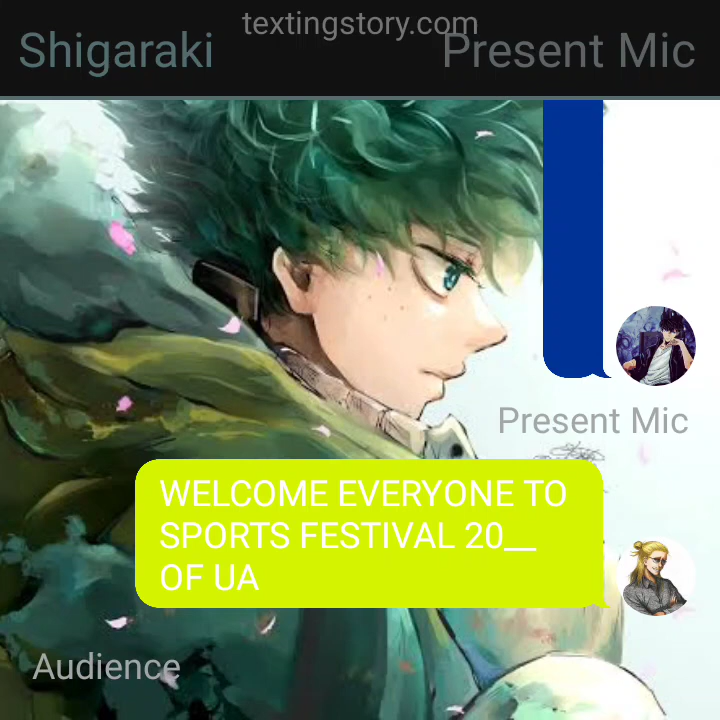 textingstory.com
Shigaraki
Present Mic
Present Mic
WELCOME EVERYONE TO
SPORTS FESTIVAL 20__
OF UA
Audience